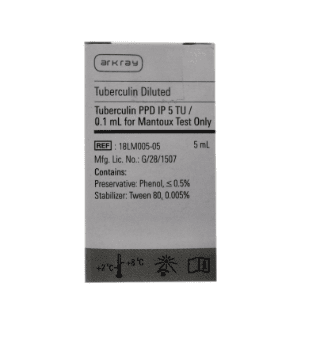 arkray
Tuberculin Diluted
Tuberculin PPD IP 5 TU /
0.1 mL for Mantoux Test Only
REF : 18LM005-05 5 mL
Mfg. Lic. No.: G/28/1507
Contains:
Preservative: Phenol, ≤ 0.5%
Stabilizer: Tween 80, 0.005%
+2°C +8°C